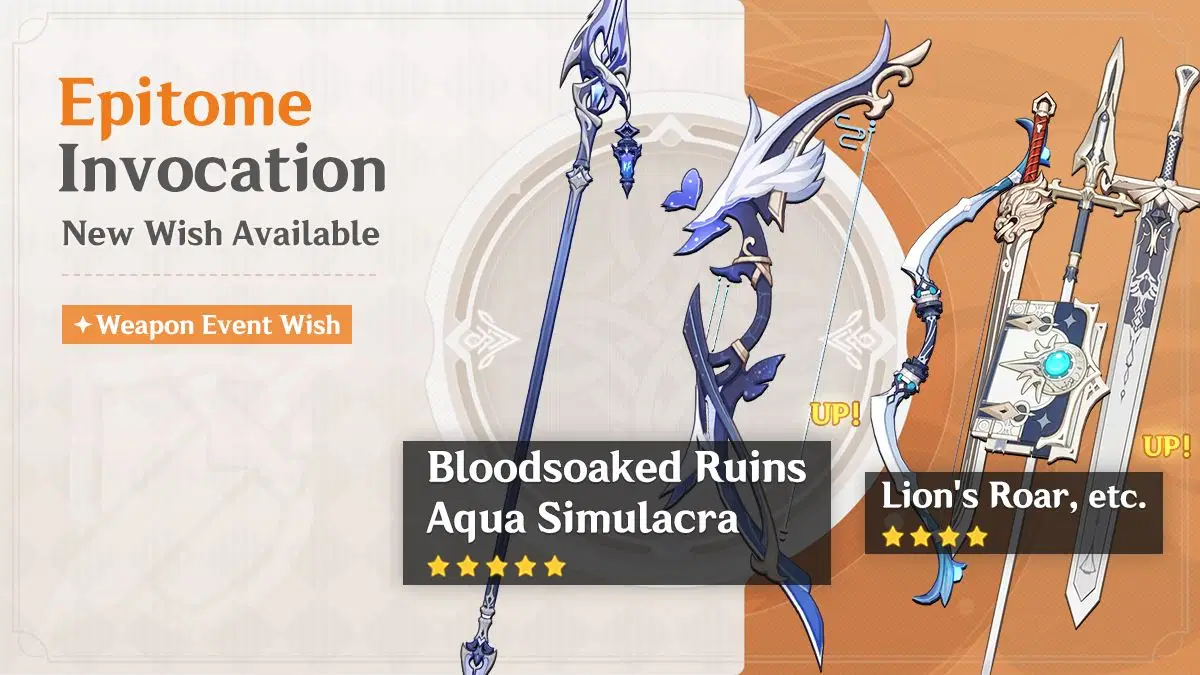 Epitome
Invocation
New Wish Available
Weapon Event Wish
UP!
Bloodsoaked Ruins
Aqua Simulacra
UP!
Lion's Roar, etc.